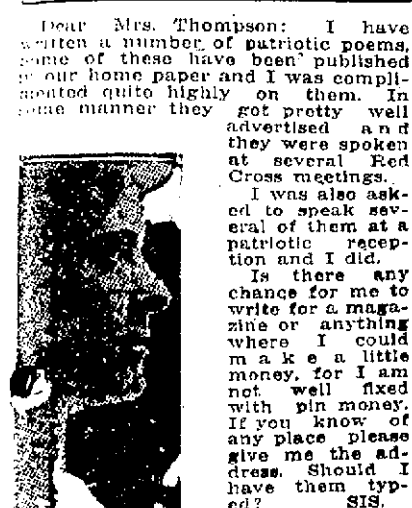 Dear Mrs. Thompson: I have
written a number of patriotic poems,
some of these have been published
in our home paper and I was compli-
mented quite highly on them. In
some manner they got pretty well
advertised and
they were spoken
at several Red
Cross meetings.
I was also ask-
ed to speak sev-
eral of them at a
patriotic recep-
tion and I did.
Is there any
chance for me to
write for a maga-
zine or anything
where I could
make a little
money, for I am
not well fixed
with pin money.
If you know of
any place please
give me the ad-
dress. Should I
have them typ-
ed? SIS.